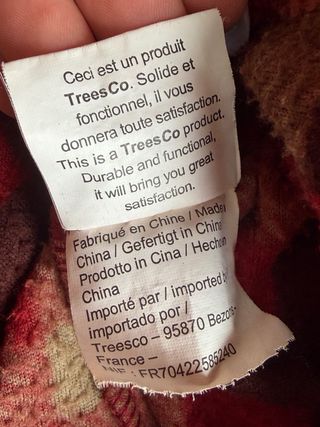 Ceci est un produit
TreesCo. Solide et
fonctionnel, il vous
donnera toute satisfaction.
This is a TreesCo product.
Durable and functional,
it will bring you great
satisfaction.
Fabriqué en Chine / Made
China / Gefertigt in China
Prodotto in Cina / Hecho
China
Importé par / imported by
importado por /
Treesco – 95870 Bezons-
France –
NIF : FR70422585240